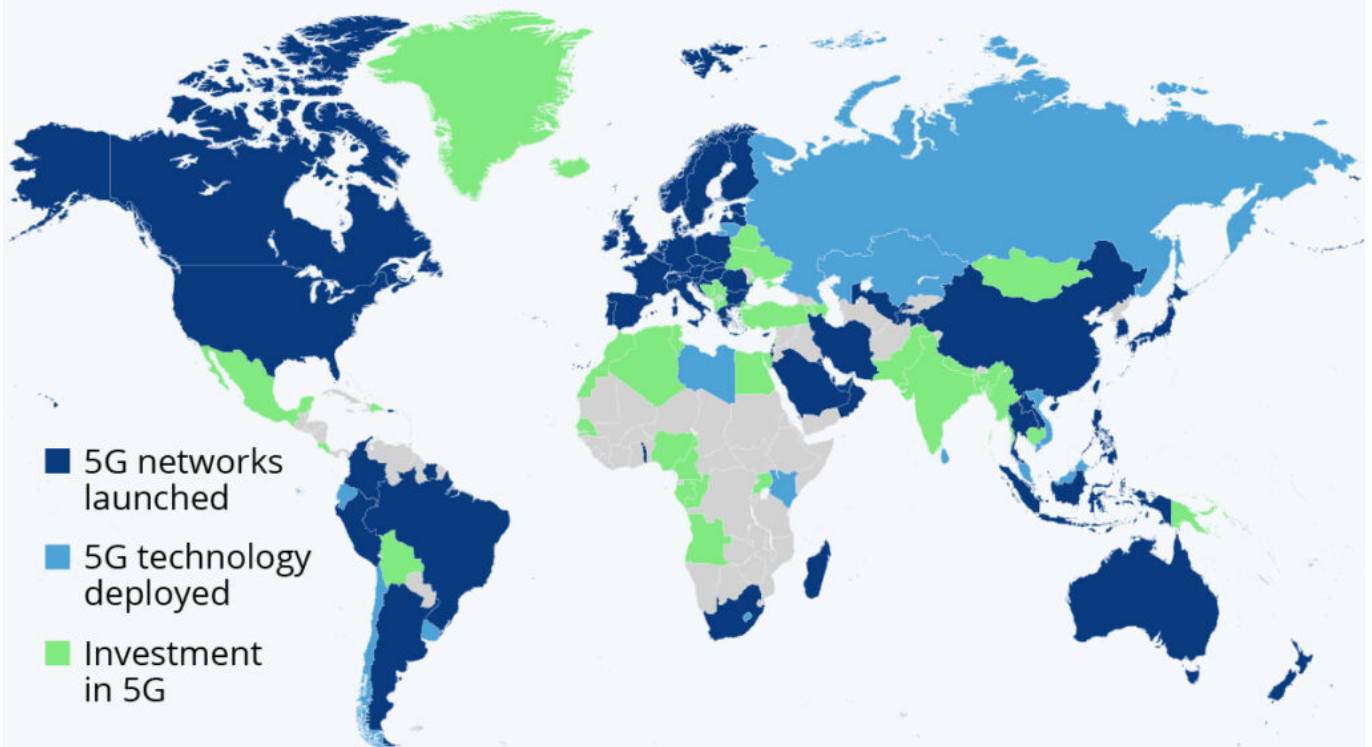 5G networks
launched
5G technology
deployed
Investment
in 5G